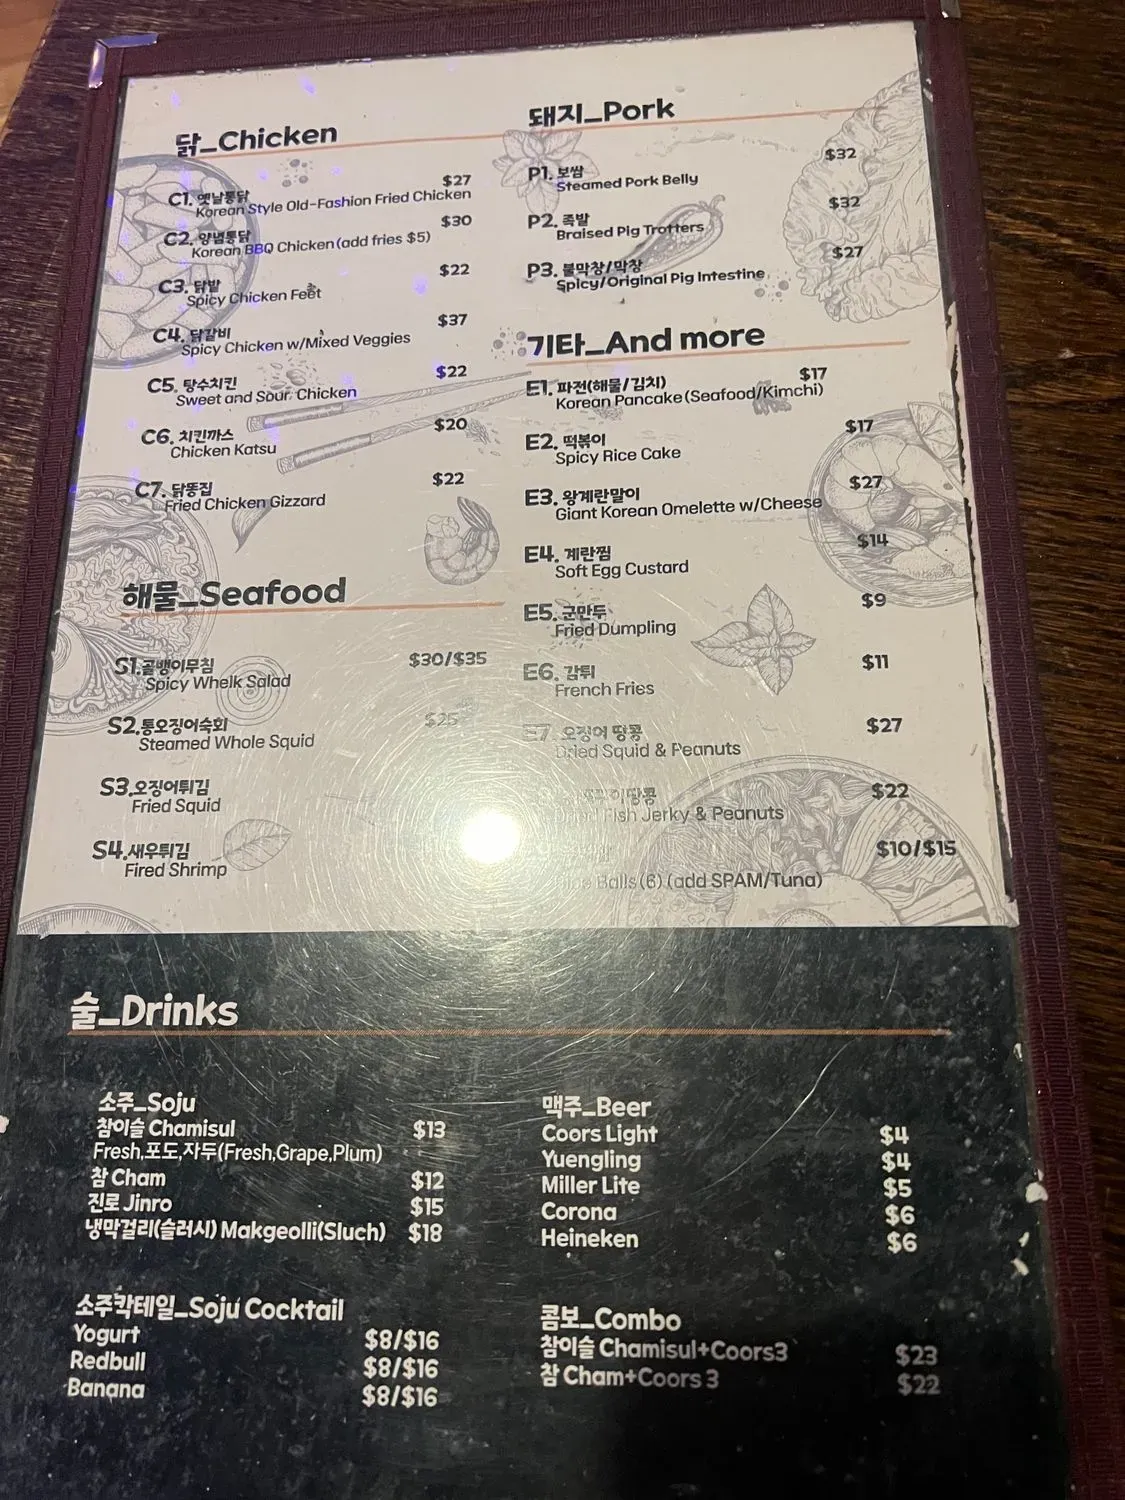 닭_Chicken
C1. 옛날통닭 $27
Korean Style Old-Fashion Fried Chicken
C2. 양념통닭 $30
Korean BBQ Chicken(add fries $5)
C3. 닭발 $22
Spicy Chicken Feet
C4. 닭갈비 $37
Spicy Chicken w/Mixed Veggies
C5. 탕수치킨 $22
Sweet and Sour Chicken
C6. 치킨까스 $20
Chicken Katsu
C7. 닭똥집 $22
Fried Chicken Gizzard
해물_Seafood
S1.골뱅이무침 $30/$35
Spicy Whelk Salad
S2.통오징어숙회 $25
Steamed Whole Squid
S3.오징어튀김
Fried Squid
S4.새우튀김
Fired Shrimp
돼지_Pork
P1. 보쌈 $32
Steamed Pork Belly
P2. 족발 $32
Braised Pig Trotters
P3. 불막창/막창 $27
Spicy/Original Pig Intestine
기타_And more
E1. 파전(해물/김치) $17
Korean Pancake(Seafood/Kimchi)
E2. 떡볶이 $17
Spicy Rice Cake
E3. 왕계란말이 $27
Giant Korean Omelette w/Cheese
E4. 계란찜 $14
Soft Egg Custard
E5. 군만두 $9
Fried Dumpling
E6. 감튀 $11
French Fries
E7. 오징어 땅콩 $27
Dried Squid & Peanuts
$22
Fish Jerky & Peanuts
$10/$15
Balls(6) (add SPAM/Tuna)
술_Drinks
소주_Soju
참이슬 Chamisul $13
Fresh,포도,자두(Fresh,Grape,Plum)
참 Cham $12
진로 Jinro $15
냉막걸리(슬러시) Makgeolli(Sluch) $18
소주칵테일_Soju Cocktail
Yogurt $8/$16
Redbull $8/$16
Banana $8/$16
맥주_Beer
Coors Light $4
Yuengling $4
Miller Lite $5
Corona $6
Heineken $6
콤보_Combo
참이슬 Chamisul+Coors3 $23
참 Cham+Coors 3 $22